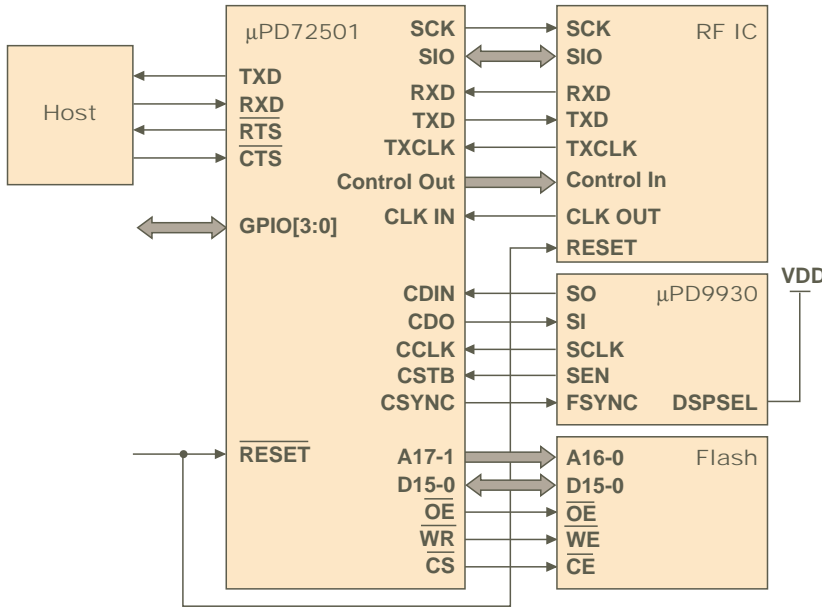 Host
μPD72501
TXD
RXD
RTS
CTS
GPIO[3:0]
RESET
SCK
SIO
RXD
TXD
TXCLK
Control Out
CLK IN
CDIN
CDO
CCLK
CSTB
CSYNC
A17-1
D15-0
OE
WR
CS
RF IC
SCK
SIO
RXD
TXD
TXCLK
Control In
CLK OUT
RESET
μPD9930
SO
SI
SCLK
SEN
FSYNC DSPSEL
VDD
Flash
A16-0
D15-0
OE
WE
CE